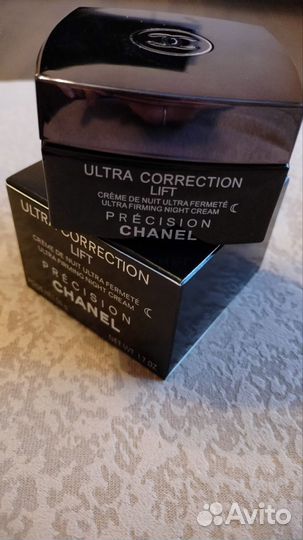 ULTRA CORRECTION
LIFT
CRÈME DE NUIT ULTRA FERMETÉ
ULTRA FIRMING NIGHT CREAM
PRÉCISION
CHANEL
ULTRA CORRECTION
LIFT
CRÈME DE NUIT ULTRA FERMETÉ
ULTRA FIRMING NIGHT CREAM
PRÉCISION
CHANEL
NET WT. 1.7 OZ.
Avito